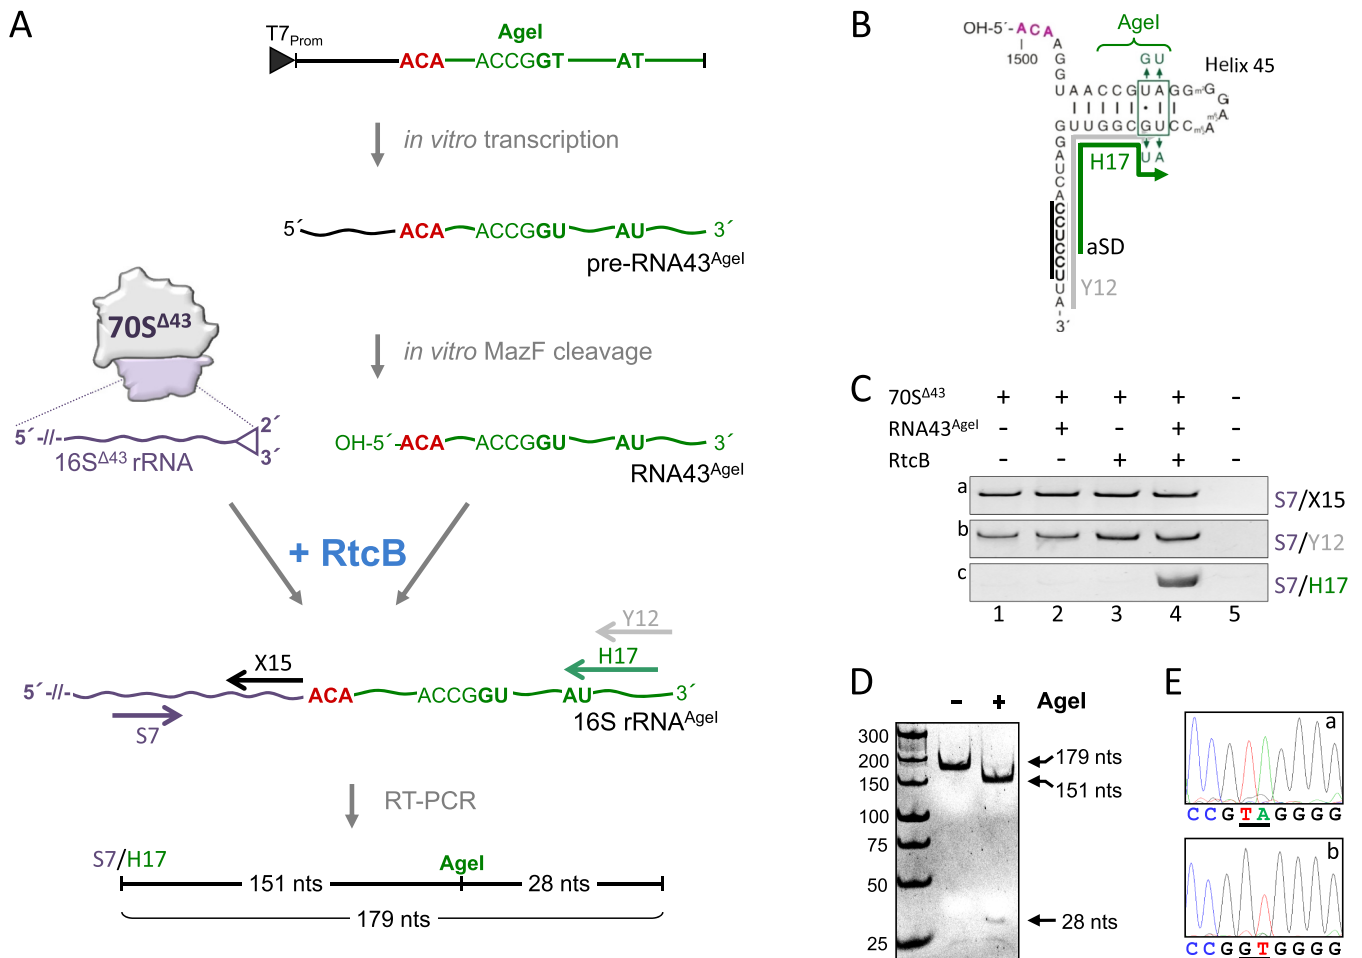 A
T7Prom
AgeI
ACA ACCGGT AT
in vitro transcription
5´ ACA ACCGGU AU 3´
pre-RNA43AgeI
70SΔ43
in vitro MazF cleavage
5´ -//- 2´ 3´
16SΔ43 rRNA
OH-5´- ACA ACCGGU AU 3´
RNA43AgeI
+ RtcB
Y12
X15 H17
5´ -//- ACA ACCGGU AU 3´
S7 16S rRNAAgeI
RT-PCR
S7/H17 AgeI
151 nts 28 nts
179 nts
B
AgeI
OH-5´- A C A
1500
A
G
G
U
G U
Helix 45
A A C C G U A G G m² G G
G
A
U U G G C G U C C m⁶₂ A m⁶₂ A
G
G
A
U
C
A
C
C
U
C
C
U
U
A
3´
U A
H17
aSD
Y12
C
70SΔ43 + + + + -
RNA43AgeI - + - + -
RtcB - - + + -
a S7/X15
b S7/Y12
c S7/H17
1 2 3 4 5
D
- + AgeI
300
200
150
100
75
50
25
179 nts
151 nts
28 nts
E
a
C C G T A G G G G
b
C C G G T G G G G